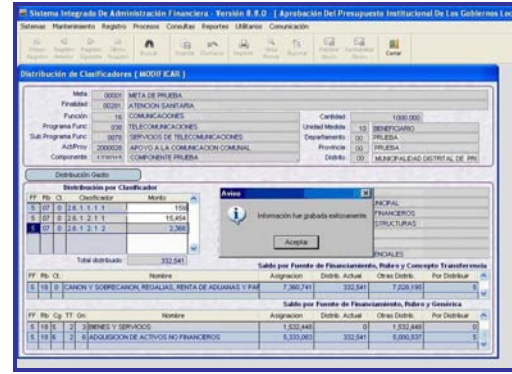 Sistema Integrado De Administración Financiera - Versión 8.8.0 - [ Aprobación Del Presupuesto Institucional De Los Gobiernos Loc
Sistemas Mantenimiento Registro Procesos Consultas Reportes Utilitarios Comunicación
Cerrar
Distribución de Clasificadores [ MODIFICAR ]
Meta 00001 META DE PRUEBA
Finalidad 00281 ATENCION SANITARIA
Función 16 COMUNICACIONES Cantidad 1000.000
Programa Func 038 TELECOMUNICACIONES Unidad Medida 10 BENEFICIARIO
Sub Programa Func 0078 SERVICIOS DE TELECOMUNICACIONES Departamento 00 PRUEBA
Act/Proy 2000028 APOYO A LA COMUNICACION COMUNAL Provincia 00 PRUEBA
Componente COMPONENTE PRUEBA Distrito 00 MUNICIPALIDAD DISTRITAL DE PRI
Distribución Gasto
Distribución por Clasificador
FF Rb Ct. Clasificador Monto
5 07 0 2.6. 1. 1. 1. 1 159
5 07 0 2.6. 1. 2. 1. 1 15,454
5 07 0 2.6. 1. 2. 1. 2 2,368
Total distribuido 332,541
Aviso
Información fue grabada exitosamente.
Aceptar
NCIPAL
FINANCIEROS
STRUCTURAS
ENCIALES
Saldo por Fuente de Financiamiento, Rubro y Concepto Transferencia
FF Rb Ct. Nombre Asignacion Distrib. Actual Otras Distrib. Por Distribuir
5 18 0 CANON Y SOBRECANON, REGALIAS, RENTA DE ADUANAS Y PAR 7,360,741 332,541 7,028,195 5
Saldo por Fuente de Financiamiento, Rubro y Genérica
FF Rb Cg TT Gn Nombre Asignacion Distrib. Actual Otras Distrib. Por Distribuir
5 18 6 2 3 BIENES Y SERVICIOS 1,532,448 0 1,532,448 0
5 18 6 2 6 ADQUISICION DE ACTIVOS NO FINANCIEROS 5,333,083 332,541 5,000,537 5